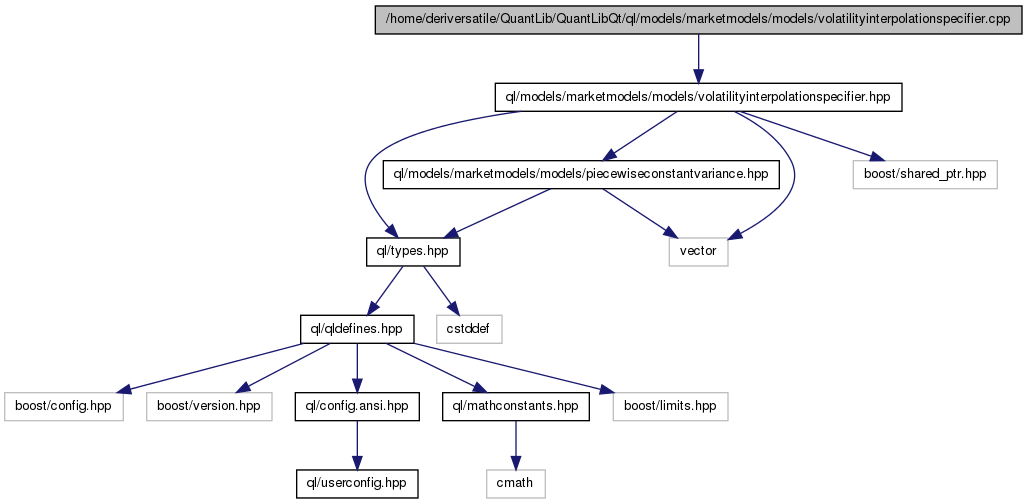 /home/deriversatile/QuantLib/QuantLibQt/ql/models/marketmodels/models/volatilityinterpolationspecifier.cpp
ql/models/marketmodels/models/volatilityinterpolationspecifier.hpp
ql/models/marketmodels/models/piecewiseconstantvariance.hpp
boost/shared_ptr.hpp
ql/types.hpp
vector
ql/qldefines.hpp
cstddef
boost/config.hpp
boost/version.hpp
ql/config.ansi.hpp
ql/mathconstants.hpp
boost/limits.hpp
ql/userconfig.hpp
cmath